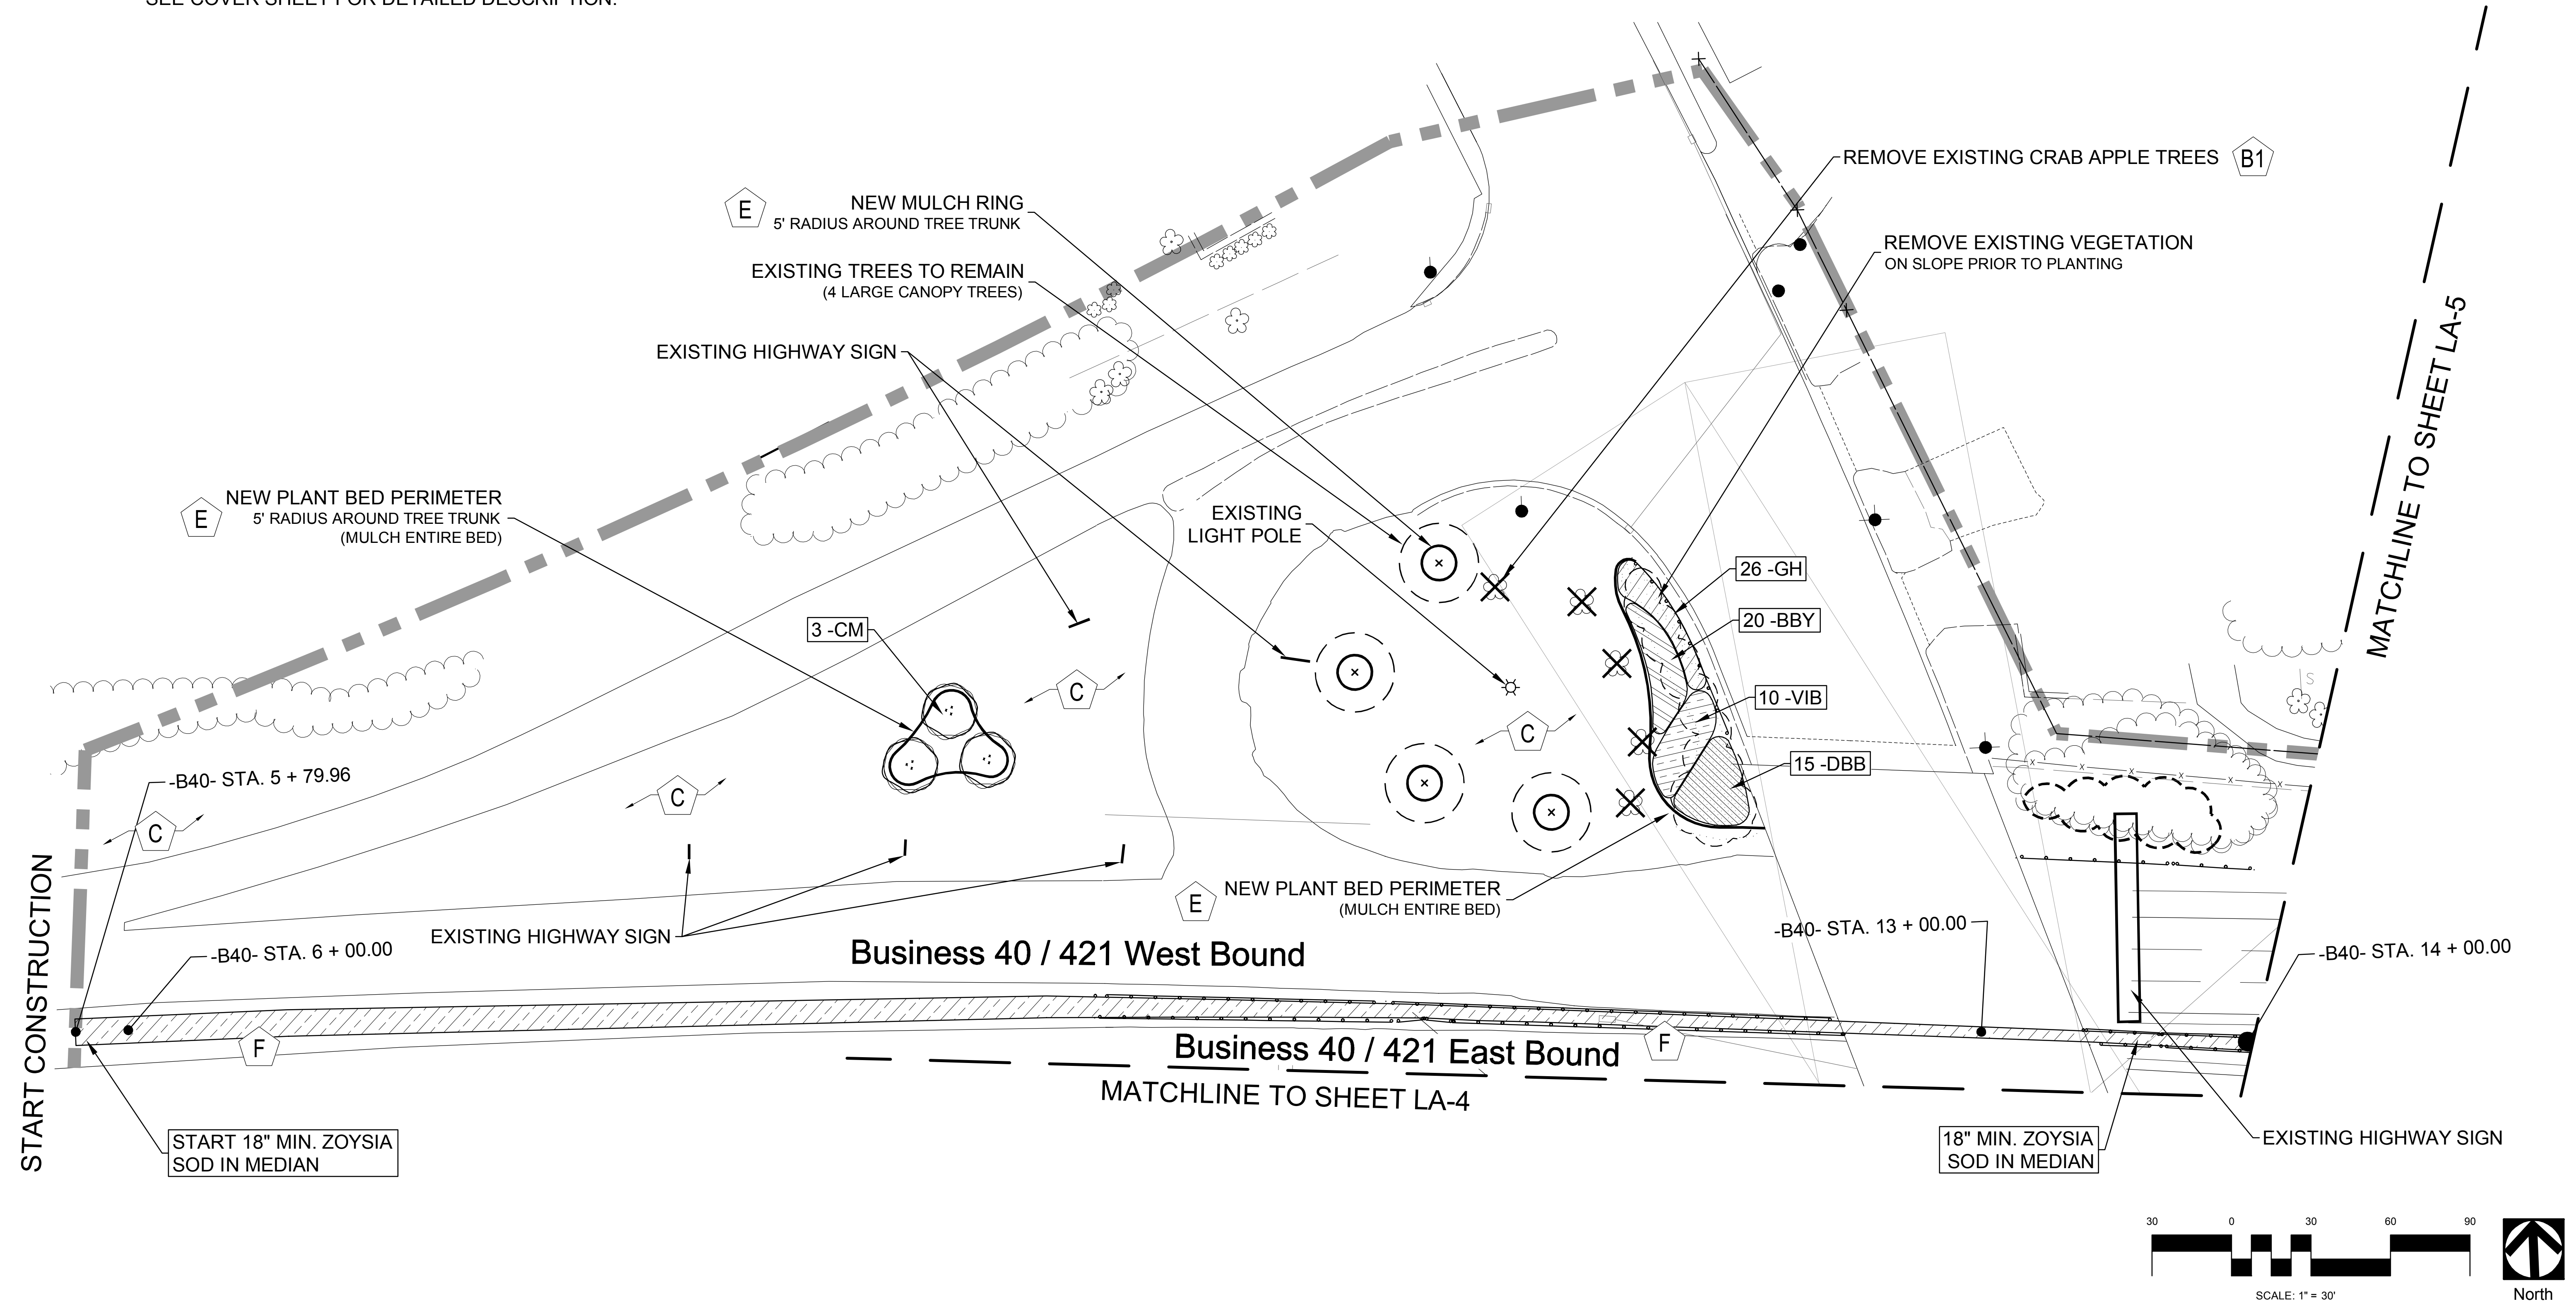 SEE COVER SHEET FOR DETAILED DESCRIPTION.
REMOVE EXISTING CRAB APPLE TREES
B1
E
NEW MULCH RING
5' RADIUS AROUND TREE TRUNK
REMOVE EXISTING VEGETATION
ON SLOPE PRIOR TO PLANTING
EXISTING TREES TO REMAIN
(4 LARGE CANOPY TREES)
EXISTING HIGHWAY SIGN
MATCHLINE TO SHEET LA-5
E
NEW PLANT BED PERIMETER
5' RADIUS AROUND TREE TRUNK
(MULCH ENTIRE BED)
EXISTING
LIGHT POLE
26 -GH
20 -BBY
3 -CM
C
S
10 -VIB
C
15 -DBB
-B40- STA. 5 + 79.96
C
C
X X X X X X
E
NEW PLANT BED PERIMETER
(MULCH ENTIRE BED)
EXISTING HIGHWAY SIGN
-B40- STA. 13 + 00.00
-B40- STA. 6 + 00.00
Business 40 / 421 West Bound
-B40- STA. 14 + 00.00
START CONSTRUCTION
F
Business 40 / 421 East Bound
F
MATCHLINE TO SHEET LA-4
START 18" MIN. ZOYSIA
SOD IN MEDIAN
18" MIN. ZOYSIA
SOD IN MEDIAN
EXISTING HIGHWAY SIGN
30 0 30 60 90
SCALE: 1" = 30'
North